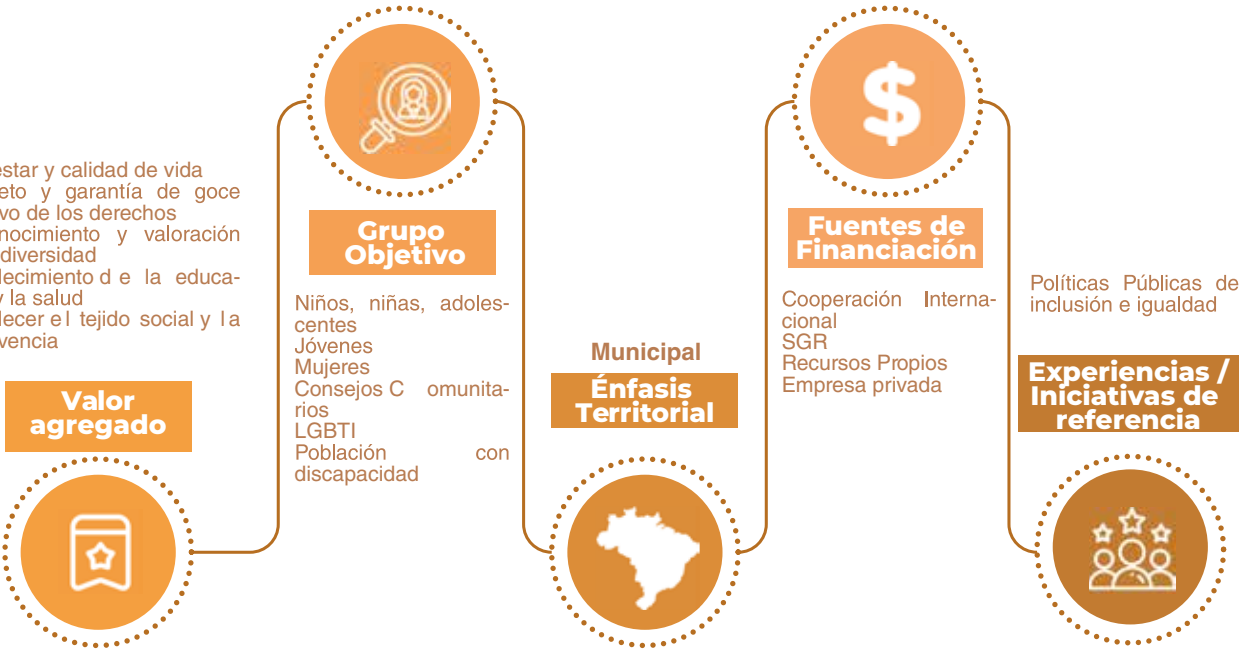 estar y calidad de vida
eto y garantía de goce
vo de los derechos
nocimiento y valoración
diversidad
lecimiento d e la educa-
y la salud
lecer e l tejido social y l a
vencia
Valor
agregado
Grupo
Objetivo
Niños, niñas, adoles-
centes
Jóvenes
Mujeres
Consejos C omunita-
rios
LGBTI
Población con
discapacidad
Municipal
Énfasis
Territorial
$
Fuentes de
Financiación
Cooperación Interna-
cional
SGR
Recursos Propios
Empresa privada
Políticas Públicas de
inclusión e igualdad
Experiencias /
Iniciativas de
referencia